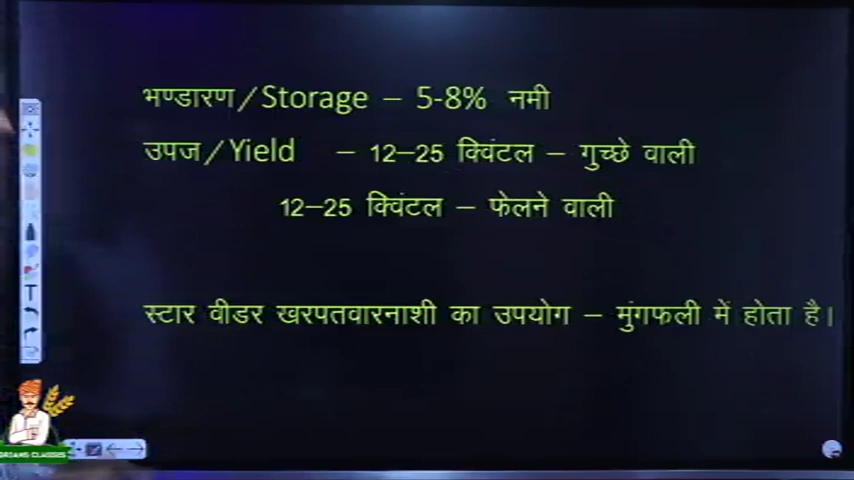 भण्डारण/Storage – 5-8% नमी
उपज/Yield – 12–25 क्विंटल – गुच्छे वाली
12–25 क्विंटल – फेलने वाली
स्टार वीडर खरपतवारनाशी का उपयोग – मुंगफली में होता है।